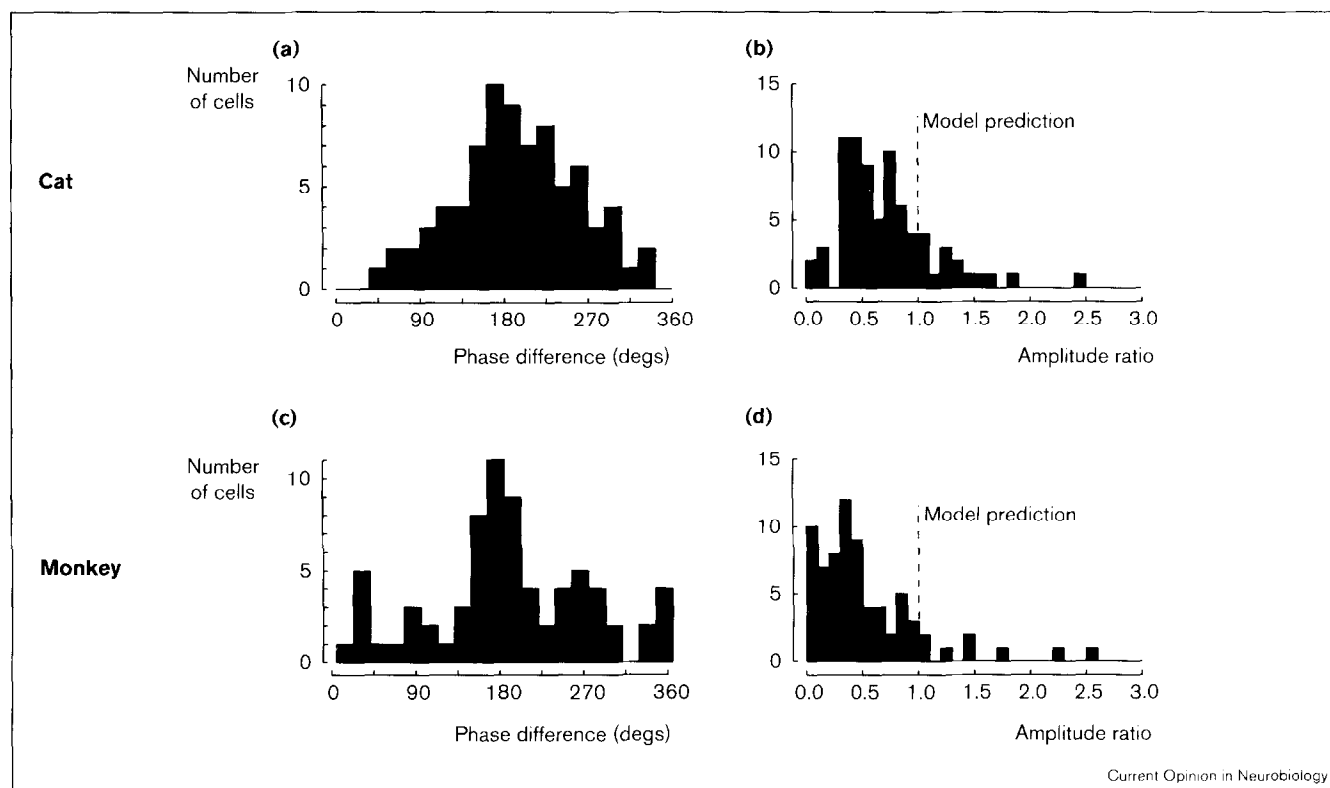 (a)
(b)
Number
of cells
10
5
0
0 90 180 270 360
Phase difference (degs)
15
10
5
0
Model prediction
0.0 0.5 1.0 1.5 2.0 2.5 3.0
Amplitude ratio
Cat
(c)
(d)
Number
of cells
10
5
0
0 90 180 270 360
Phase difference (degs)
15
10
5
0
Model prediction
0.0 0.5 1.0 1.5 2.0 2.5 3.0
Amplitude ratio
Monkey
Current Opinion in Neurobiology